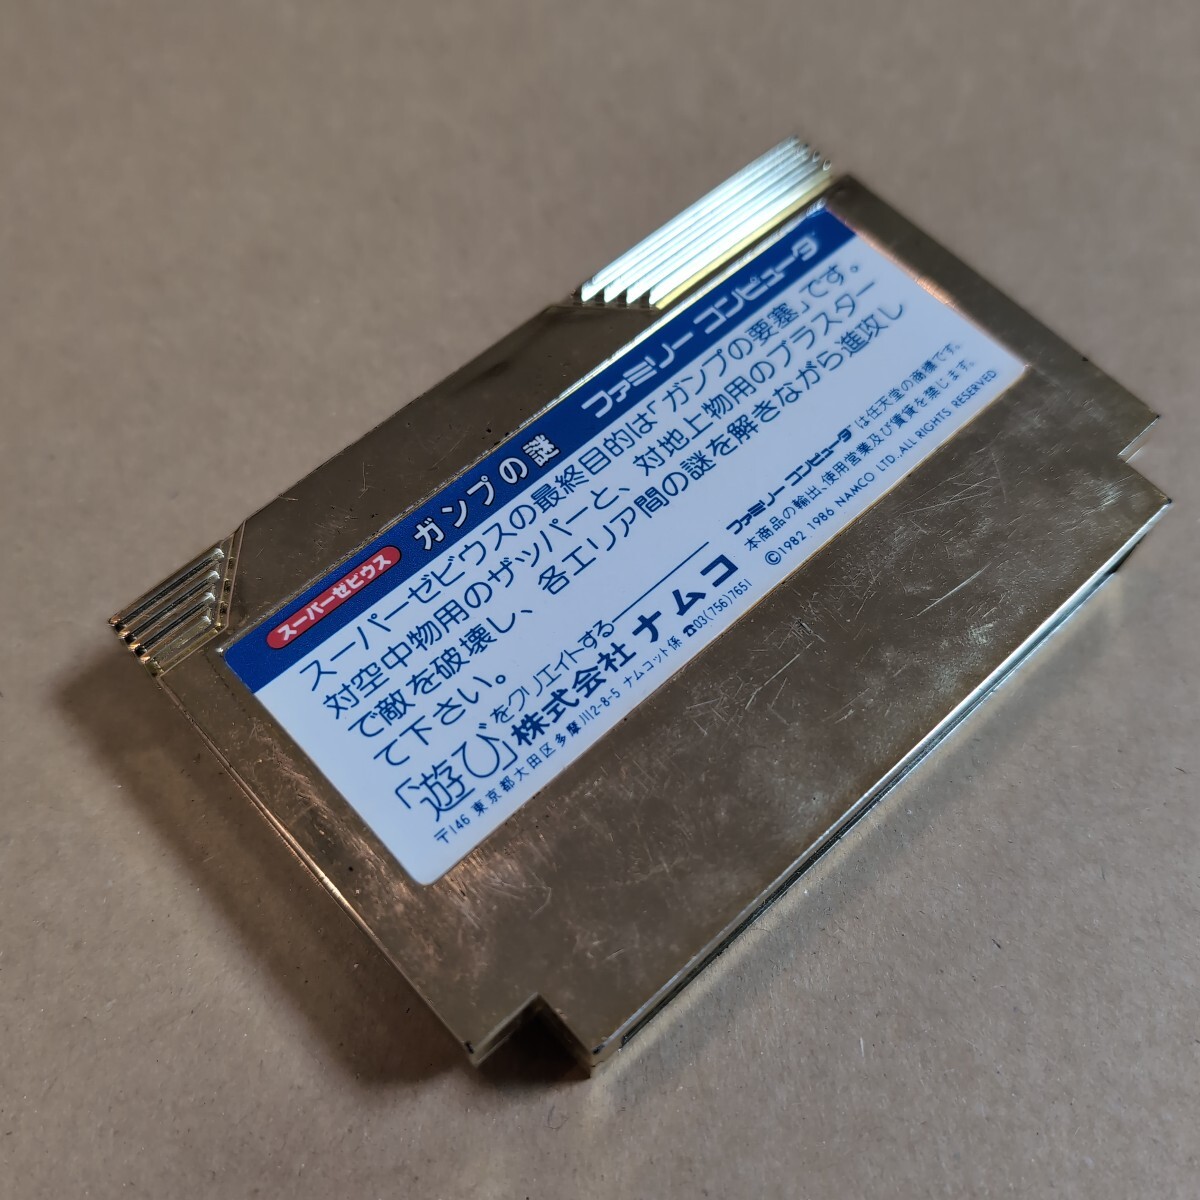 スーパーゼビウス ガンプの謎 ファミリー コンピュータ
スーパーゼビウスの最終目的は「ガンプの要塞」です。
対空中物用のザッパーと、対地上物用のブラスター
で敵を破壊し、各エリア間の謎を解きながら進攻し
て下さい。
「遊び」をクリエイトする
株式会社ナムコ
〒146 東京都大田区多摩川2-8-5 ナムコット係 ☎03(756)7651
ファミリー コンピュータ は任天堂の商標です。
本商品の輸出、使用営業及び賃貸を禁じます。
©1982 1986 NAMCO LTD., ALL RIGHTS RESERVED